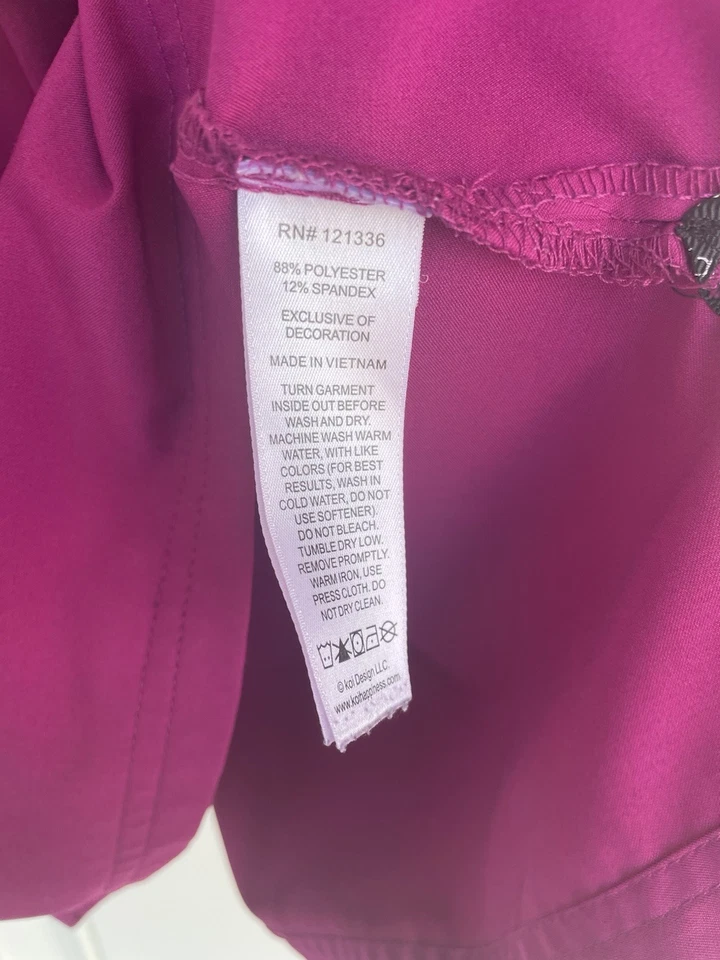 RN# 121336
88% POLYESTER
12% SPANDEX
EXCLUSIVE OF
DECORATION
MADE IN VIETNAM
TURN GARMENT
INSIDE OUT BEFORE
WASH AND DRY.
MACHINE WASH WARM
WATER, WITH LIKE
COLORS (FOR BEST
RESULTS, WASH IN
COLD WATER, DO NOT
USE SOFTENER).
DO NOT BLEACH.
TUMBLE DRY LOW.
REMOVE PROMPTLY.
WARM IRON, USE
PRESS CLOTH. DO
NOT DRY CLEAN.
© koi Design LLC.
www.koihappiness.com